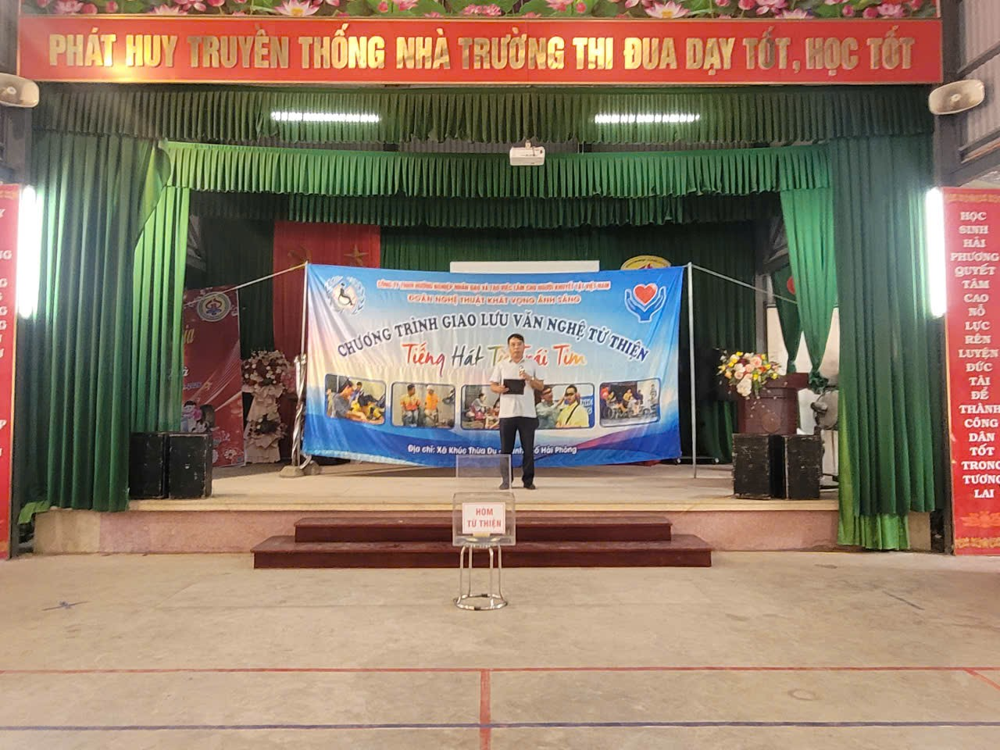 PHÁT HUY TRUYỀN THỐNG NHÀ TRƯỜNG THI ĐUA DẠY TỐT, HỌC TỐT
CÔNG TY TNHH HƯỚNG NGHIỆP NHÂN ĐẠO VÀ TẠO VIỆC LÀM CHO NGƯỜI KHUYẾT TẬT VIỆT NAM
ĐOÀN NGHỆ THUẬT KHÁT VỌNG ÁNH SÁNG
CHƯƠNG TRÌNH GIAO LƯU VĂN NGHỆ TỪ THIỆN
Tiếng Hát Trái Tim
Địa chỉ: Xã Khúc Thừa Dụ Hải Phòng
HÒM
TỪ THIỆN
HỌC
SINH
HẢI
PHƯƠNG
QUYẾT
TÂM
CAO
NỖ
LỰC
RÈN
LUYỆN
ĐỨC
TÀI
ĐỂ
THÀNH
CÔNG
DÂN
TỐT
TRONG
TƯƠNG
LAI